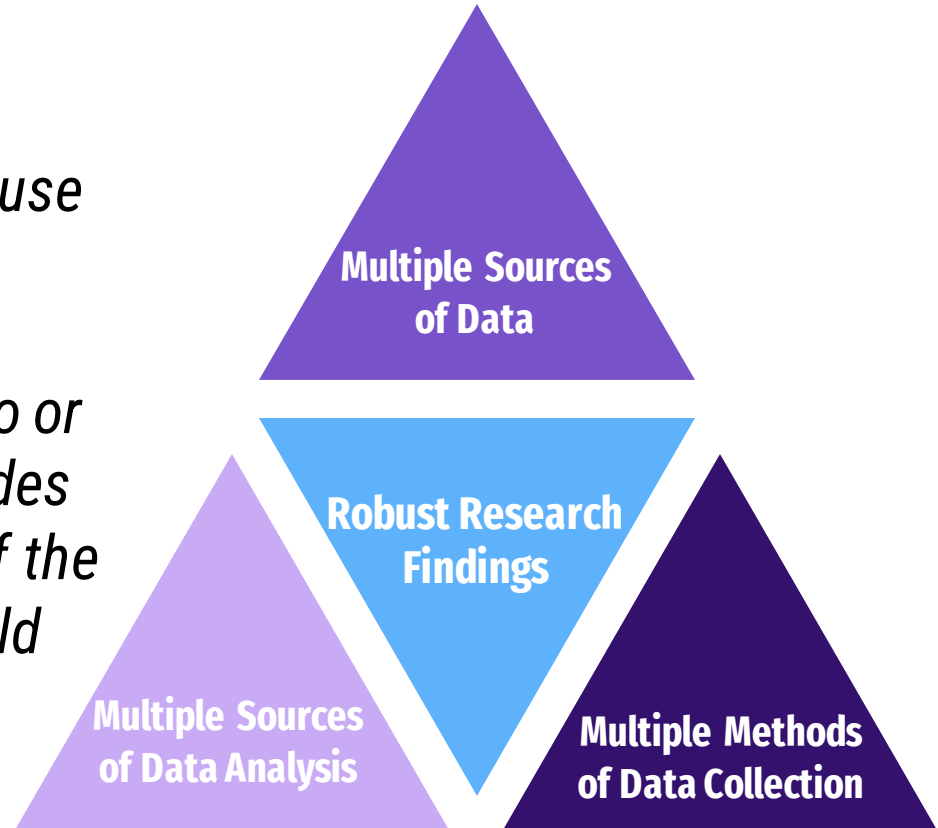 use
o or
des
f the
ld
Multiple Sources
of Data
Robust Research
Findings
Multiple Sources
of Data Analysis
Multiple Methods
of Data Collection